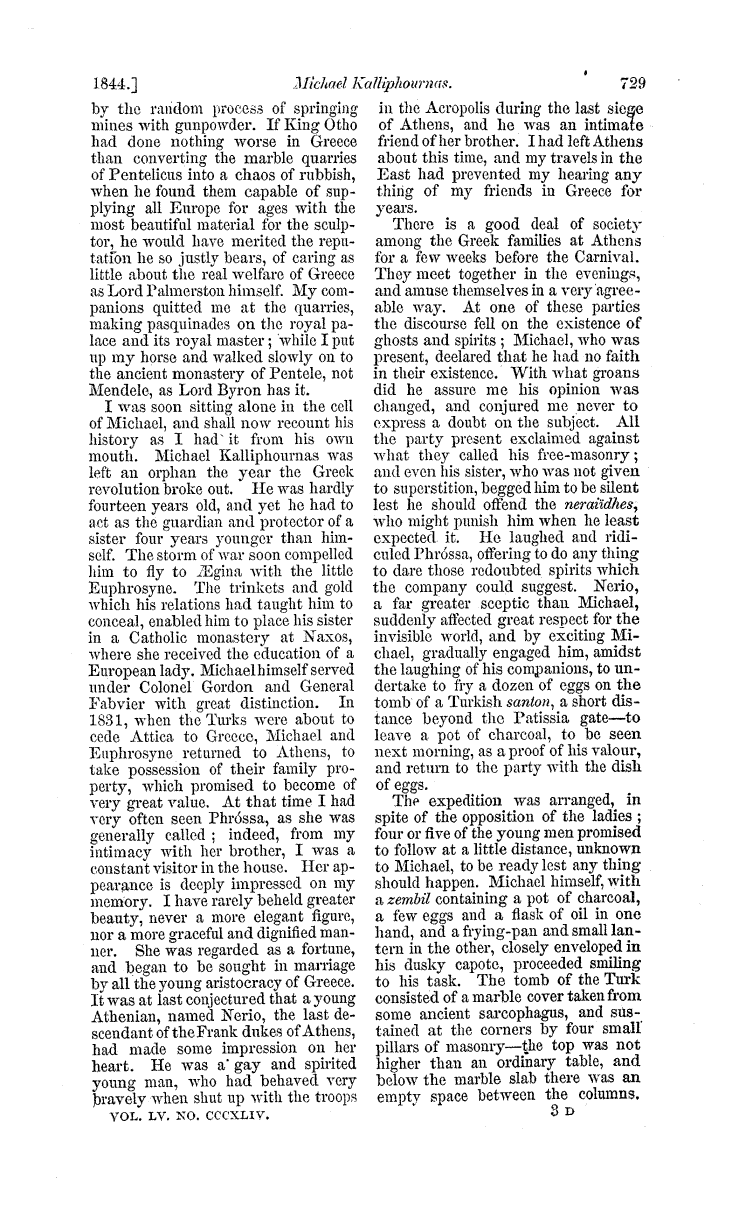 1844.] Michael Kalliphournas. 729
by the random process of springing
mines with gunpowder. If King Otho
had done nothing worse in Greece
than converting the marble quarries
of Pentelicus into a chaos of rubbish,
when he found them capable of sup-
plying all Europe for ages with the
most beautiful material for the sculp-
tor, he would have merited the repu-
tation he so justly bears, of caring as
little about the real welfare of Greece
as Lord Palmerston himself. My com-
panions quitted me at the quarries,
making pasquinades on the royal pa-
lace and its royal master; while I put
up my horse and walked slowly on to
the ancient monastery of Pentele, not
Mendele, as Lord Byron has it.
I was soon sitting alone in the cell
of Michael, and shall now recount his
history as I had it from his own
mouth. Michael Kalliphournas was
left an orphan the year the Greek
revolution broke out. He was hardly
fourteen years old, and yet he had to
act as the guardian and protector of a
sister four years younger than him-
self. The storm of war soon compelled
him to fly to Ægina with the little
Euphrosyne. The trinkets and gold
which his relations had taught him to
conceal, enabled him to place his sister
in a Catholic monastery at Naxos,
where she received the education of a
European lady. Michael himself served
under Colonel Gordon and General
Fabvier with great distinction. In
1831, when the Turks were about to
cede Attica to Greece, Michael and
Euphrosyne returned to Athens, to
take possession of their family pro-
perty, which promised to become of
very great value. At that time I had
very often seen Phróssa, as she was
generally called; indeed, from my
intimacy with her brother, I was a
constant visitor in the house. Her ap-
pearance is deeply impressed on my
memory. I have rarely beheld greater
beauty, never a more elegant figure,
nor a more graceful and dignified man-
ner. She was regarded as a fortune,
and began to be sought in marriage
by all the young aristocracy of Greece.
It was at last conjectured that a young
Athenian, named Nerio, the last de-
scendant of the Frank dukes of Athens,
had made some impression on her
heart. He was a gay and spirited
young man, who had behaved very
bravely when shut up with the troops
VOL. LV. NO. CCCXLIV.
in the Acropolis during the last siege
of Athens, and he was an intimate
friend of her brother. I had left Athens
about this time, and my travels in the
East had prevented my hearing any
thing of my friends in Greece for
years.
There is a good deal of society
among the Greek families at Athens
for a few weeks before the Carnival.
They meet together in the evenings,
and amuse themselves in a very agree-
able way. At one of these parties
the discourse fell on the existence of
ghosts and spirits; Michael, who was
present, declared that he had no faith
in their existence. With what groans
did he assure me his opinion was
changed, and conjured me never to
express a doubt on the subject. All
the party present exclaimed against
what they called his free-masonry;
and even his sister, who was not given
to superstition, begged him to be silent
lest he should offend the neraiïdhes,
who might punish him when he least
expected it. He laughed and ridi-
culed Phróssa, offering to do any thing
to dare those redoubted spirits which
the company could suggest. Nerio,
a far greater sceptic than Michael,
suddenly affected great respect for the
invisible world, and by exciting Mi-
chael, gradually engaged him, amidst
the laughing of his companions, to un-
dertake to fry a dozen of eggs on the
tomb of a Turkish santon, a short dis-
tance beyond the Patissia gate—to
leave a pot of charcoal, to be seen
next morning, as a proof of his valour,
and return to the party with the dish
of eggs.
The expedition was arranged, in
spite of the opposition of the ladies;
four or five of the young men promised
to follow at a little distance, unknown
to Michael, to be ready lest any thing
should happen. Michael himself, with
a zembil containing a pot of charcoal,
a few eggs and a flask of oil in one
hand, and a frying-pan and small lan-
tern in the other, closely enveloped in
his dusky capote, proceeded smiling
to his task. The tomb of the Turk
consisted of a marble cover taken from
some ancient sarcophagus, and sus-
tained at the corners by four small
pillars of masonry—the top was not
higher than an ordinary table, and
below the marble slab there was an
empty space between the columns.
3 D